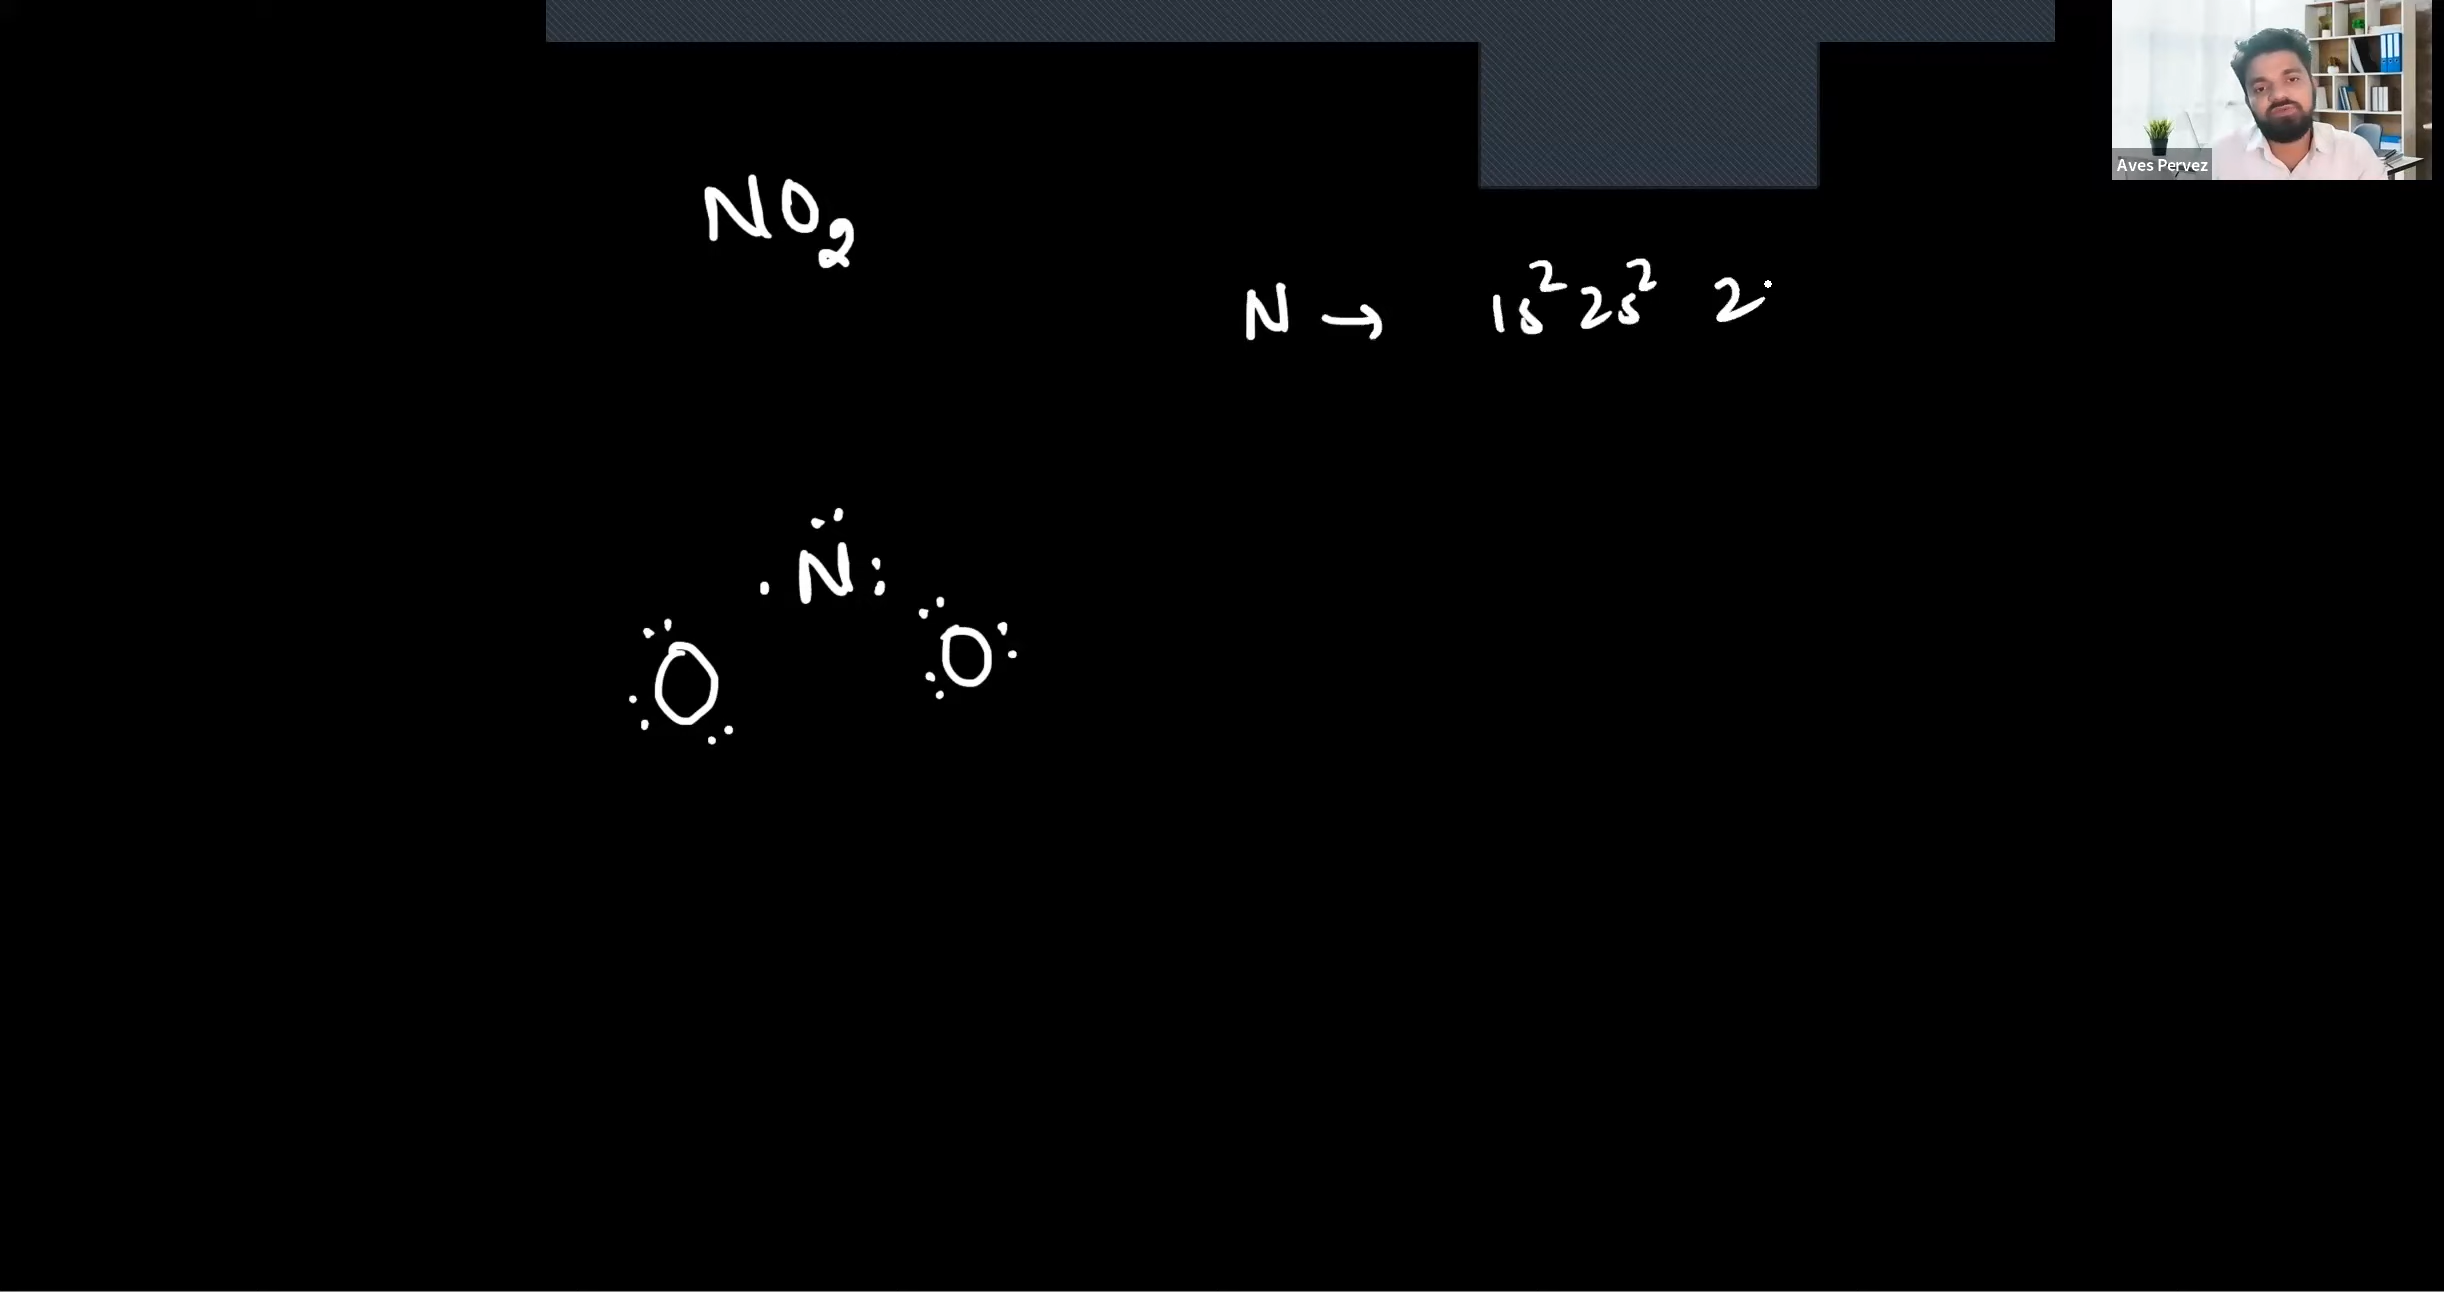 Aves Pervez
NO₂
N → 1s² 2s² 2
N
O O